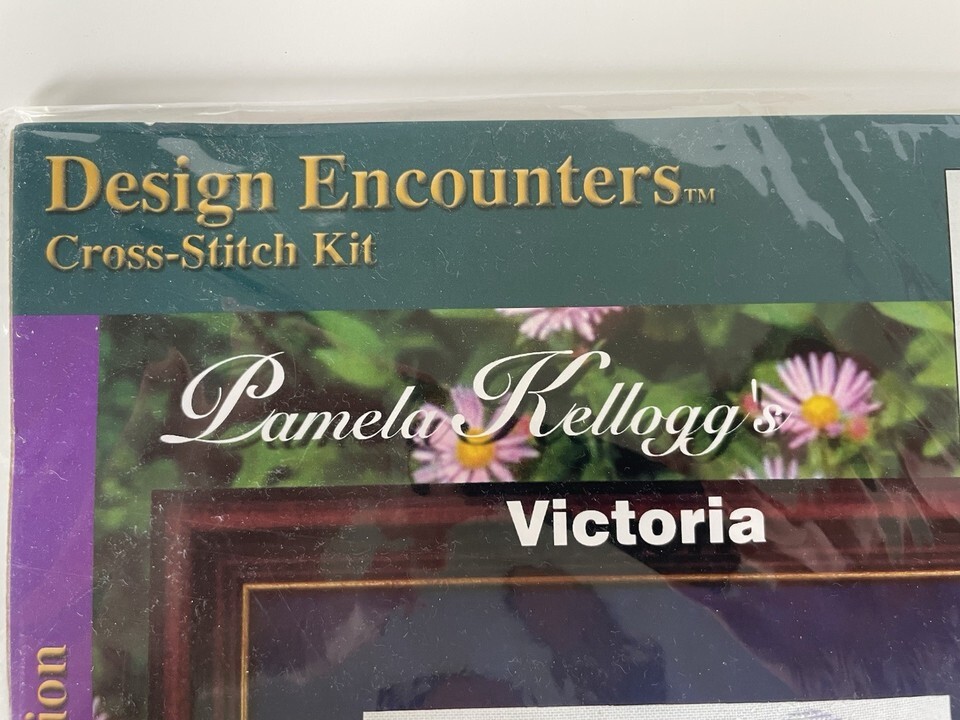 Design Encounters™
Cross-Stitch Kit
Pamela Kellogg's
Victoria